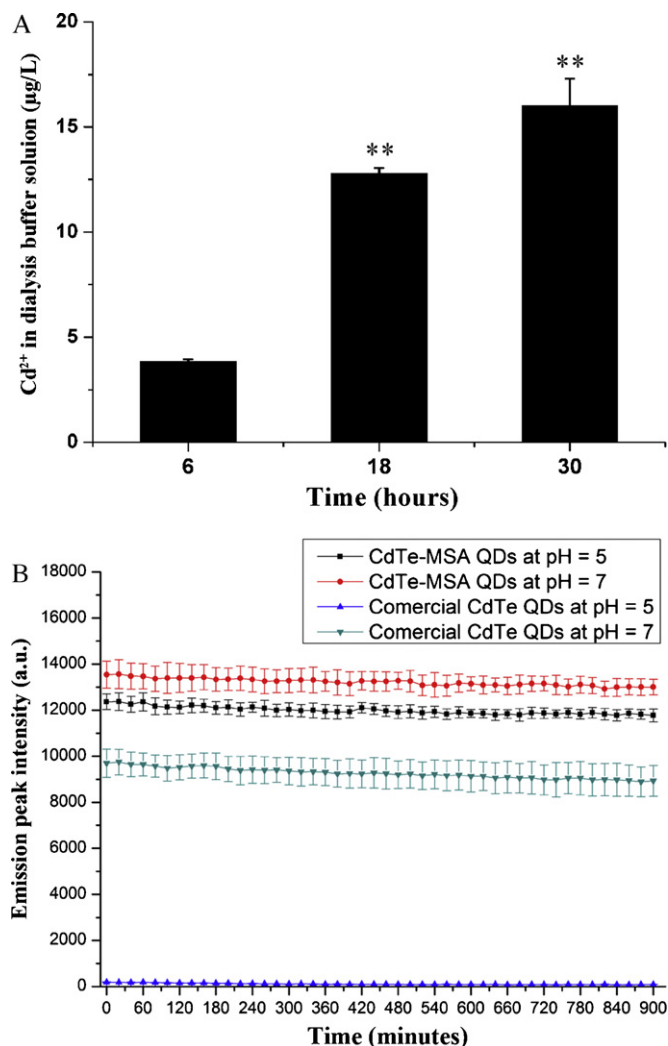 A
Cd²⁺ in dialysis buffer soluion (µg/L)
20
15
10
5
0
**
**
6 18 30
Time (hours)
B
CdTe-MSA QDs at pH = 5
CdTe-MSA QDs at pH = 7
Comercial CdTe QDs at pH = 5
Comercial CdTe QDs at pH = 7
Emission peak intensity (a.u.)
18000
16000
14000
12000
10000
8000
6000
4000
2000
0
0 60 120 180 240 300 360 420 480 540 600 660 720 780 840 900
Time (minutes)